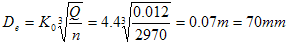 D_e = K_0 ∛(Q/n) = 4.4 ∛(0.012/2970) = 0.07m = 70mm